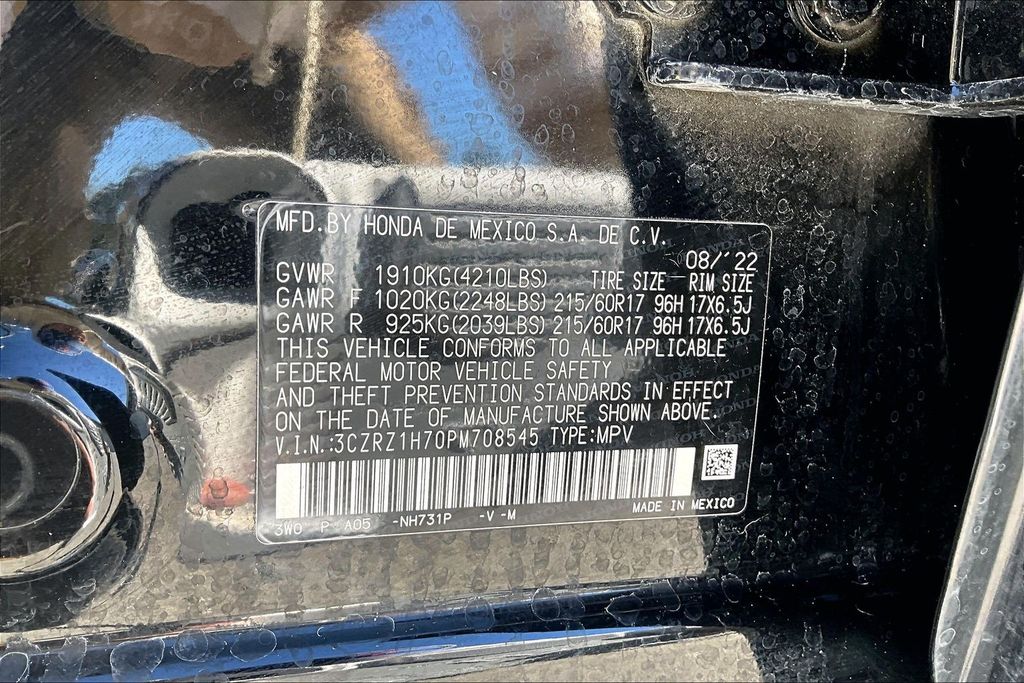 MFD.BY HONDA DE MEXICO S.A. DE C.V.
08/'22
GVWR 1910KG(4210LBS) TIRE SIZE RIM SIZE
GAWR F 1020KG(2248LBS) 215/60R17 96H 17X6.5J
GAWR R 925KG(2039LBS) 215/60R17 96H 17X6.5J
THIS VEHICLE CONFORMS TO ALL APPLICABLE
FEDERAL MOTOR VEHICLE SAFETY
AND THEFT PREVENTION STANDARDS IN EFFECT
ON THE DATE OF MANUFACTURE SHOWN ABOVE.
V.I.N.:3CZRZ1H70PM708545 TYPE:MPV
3W0 P A05 -NH731P -V-M MADE IN MEXICO